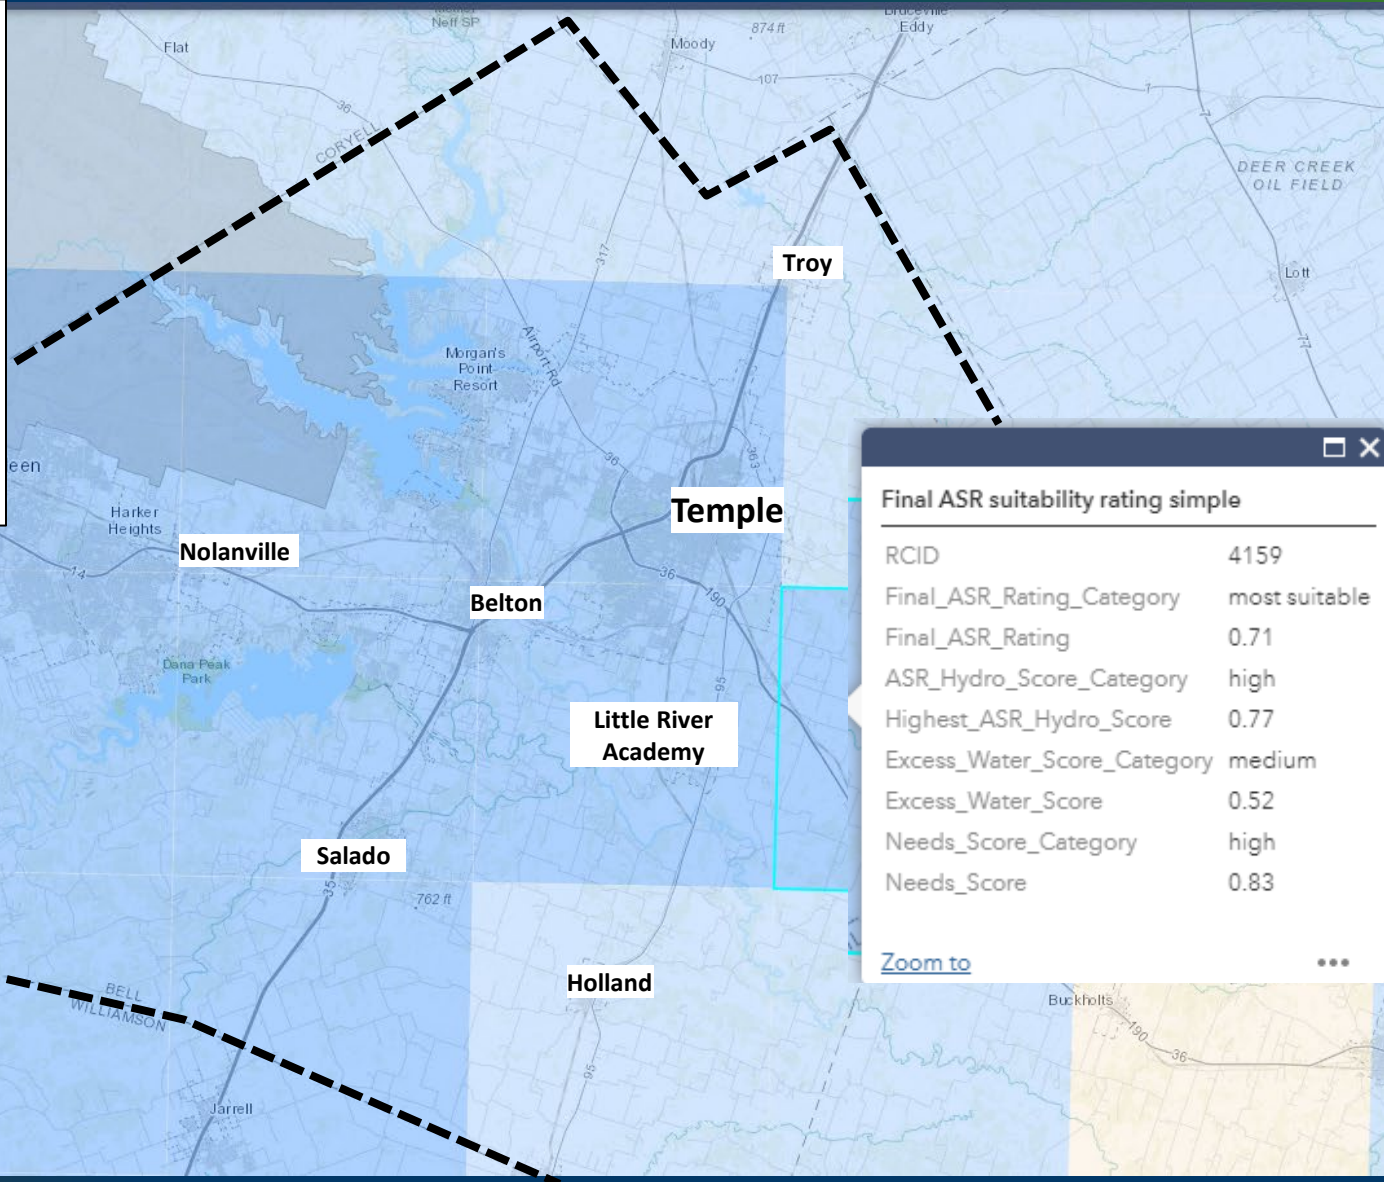 Neff SP
Bruceville
Eddy
874 ft
Flat
Moody
107
7
36
CORYELL
DEER CREEK
OIL FIELD
317
Troy
Lott
77
Airport Rd
Morgan's
Point
Resort
36
363
een
Harker
Heights
Temple
Nolanville
14
36
190
Belton
Dana Peak
Park
95
Little River
Academy
Salado
35
762 ft
Holland
BELL
WILLIAMSON
95
Jarrell
Buckholts
190
36
Final ASR suitability rating simple
RCID 4159
Final_ASR_Rating_Category most suitable
Final_ASR_Rating 0.71
ASR_Hydro_Score_Category high
Highest_ASR_Hydro_Score 0.77
Excess_Water_Score_Category medium
Excess_Water_Score 0.52
Needs_Score_Category high
Needs_Score 0.83
Zoom to